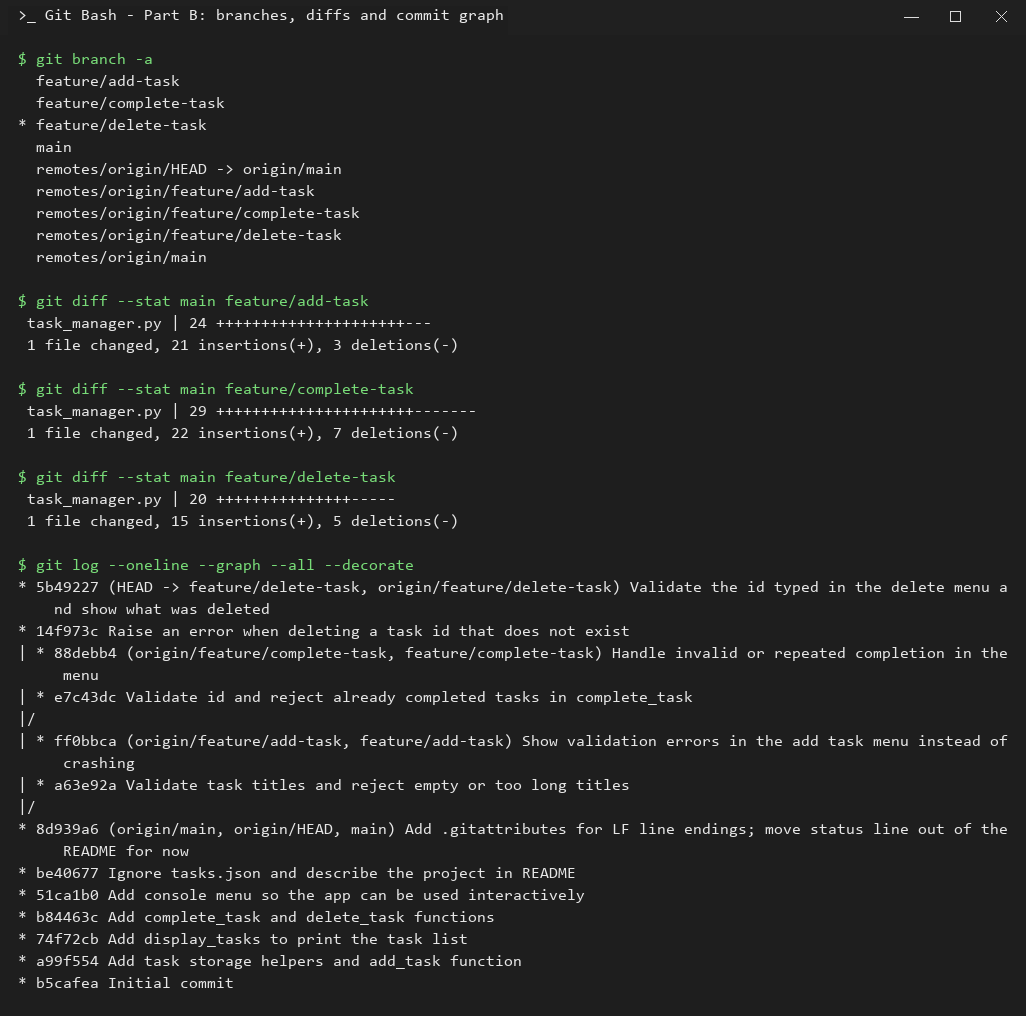 >_ Git Bash - Part B: branches, diffs and commit graph
$ git branch -a
  feature/add-task
  feature/complete-task
* feature/delete-task
  main
  remotes/origin/HEAD -> origin/main
  remotes/origin/feature/add-task
  remotes/origin/feature/complete-task
  remotes/origin/feature/delete-task
  remotes/origin/main
$ git diff --stat main feature/add-task
 task_manager.py | 24 +++++++++++++++++++++---
 1 file changed, 21 insertions(+), 3 deletions(-)
$ git diff --stat main feature/complete-task
 task_manager.py | 29 ++++++++++++++++++++++-------
 1 file changed, 22 insertions(+), 7 deletions(-)
$ git diff --stat main feature/delete-task
 task_manager.py | 20 +++++++++++++++-----
 1 file changed, 15 insertions(+), 5 deletions(-)
$ git log --oneline --graph --all --decorate
* 5b49227 (HEAD -> feature/delete-task, origin/feature/delete-task) Validate the id typed in the delete menu a
    nd show what was deleted
* 14f973c Raise an error when deleting a task id that does not exist
| * 88debb4 (origin/feature/complete-task, feature/complete-task) Handle invalid or repeated completion in the
     menu
| * e7c43dc Validate id and reject already completed tasks in complete_task
|/
| * ff0bbca (origin/feature/add-task, feature/add-task) Show validation errors in the add task menu instead of
     crashing
| * a63e92a Validate task titles and reject empty or too long titles
|/
* 8d939a6 (origin/main, origin/HEAD, main) Add .gitattributes for LF line endings; move status line out of the
     README for now
* be40677 Ignore tasks.json and describe the project in README
* 51ca1b0 Add console menu so the app can be used interactively
* b84463c Add complete_task and delete_task functions
* 74f72cb Add display_tasks to print the task list
* a99f554 Add task storage helpers and add_task function
* b5cafea Initial commit